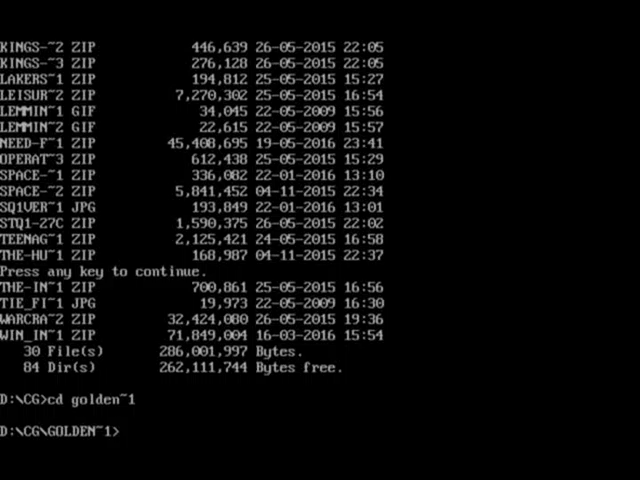 KINGS-~2 ZIP 446,639 26-05-2015 22:05
KINGS-~3 ZIP 276,128 26-05-2015 22:05
LAKERS~1 ZIP 194,812 25-05-2015 15:27
LEISUR~2 ZIP 7,270,302 25-05-2015 16:54
LEMMIN~1 GIF 34,045 22-05-2009 15:56
LEMMIN~2 GIF 22,615 22-05-2009 15:57
NEED-F~1 ZIP 45,408,695 19-05-2016 23:41
OPERAT~3 ZIP 612,438 25-05-2015 15:29
SPACE-~1 ZIP 336,082 22-01-2016 13:10
SPACE-~2 ZIP 5,841,452 04-11-2015 22:34
SQ1VER~1 JPG 193,849 22-01-2016 13:01
STQ1-27C ZIP 1,590,375 26-05-2015 22:02
TEENAG~1 ZIP 2,125,421 24-05-2015 16:58
THE-HU~1 ZIP 168,987 04-11-2015 22:37
Press any key to continue.
THE-IN~1 ZIP 700,861 25-05-2015 16:56
TIE_FI~1 JPG 19,973 22-05-2009 16:30
WARCRA~2 ZIP 32,424,080 26-05-2015 19:36
WIN_IN~1 ZIP 71,849,004 16-03-2016 15:54
30 File(s) 286,001,997 Bytes.
84 Dir(s) 262,111,744 Bytes free.
D:\CG>cd golden~1
D:\CG\GOLDEN~1>